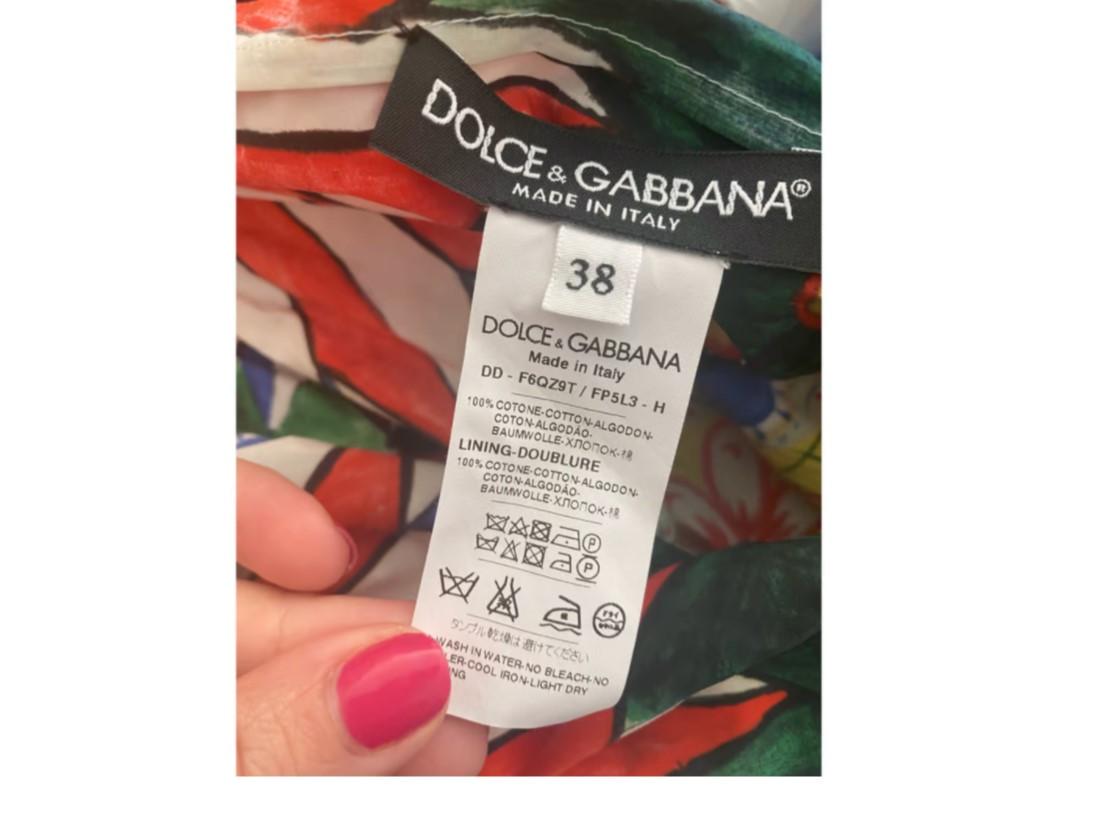 DOLCE & GABBANA®
MADE IN ITALY
38
DOLCE & GABBANA
Made in Italy
DD - F6QZ9T / FP5L3 - H
100% COTONE-COTTON-ALGODON-
COTON-ALGODÃO-
BAUMWOLLE-ХЛОПОК-棉
LINING-DOUBLURE
100% COTONE-COTTON-ALGODON-
COTON-ALGODÃO-
BAUMWOLLE-ХЛОПОК-棉
P
P
ドライ
タンブル乾燥は避けてください
WASH IN WATER-NO BLEACH-NO
COOL IRON-LIGHT DRY